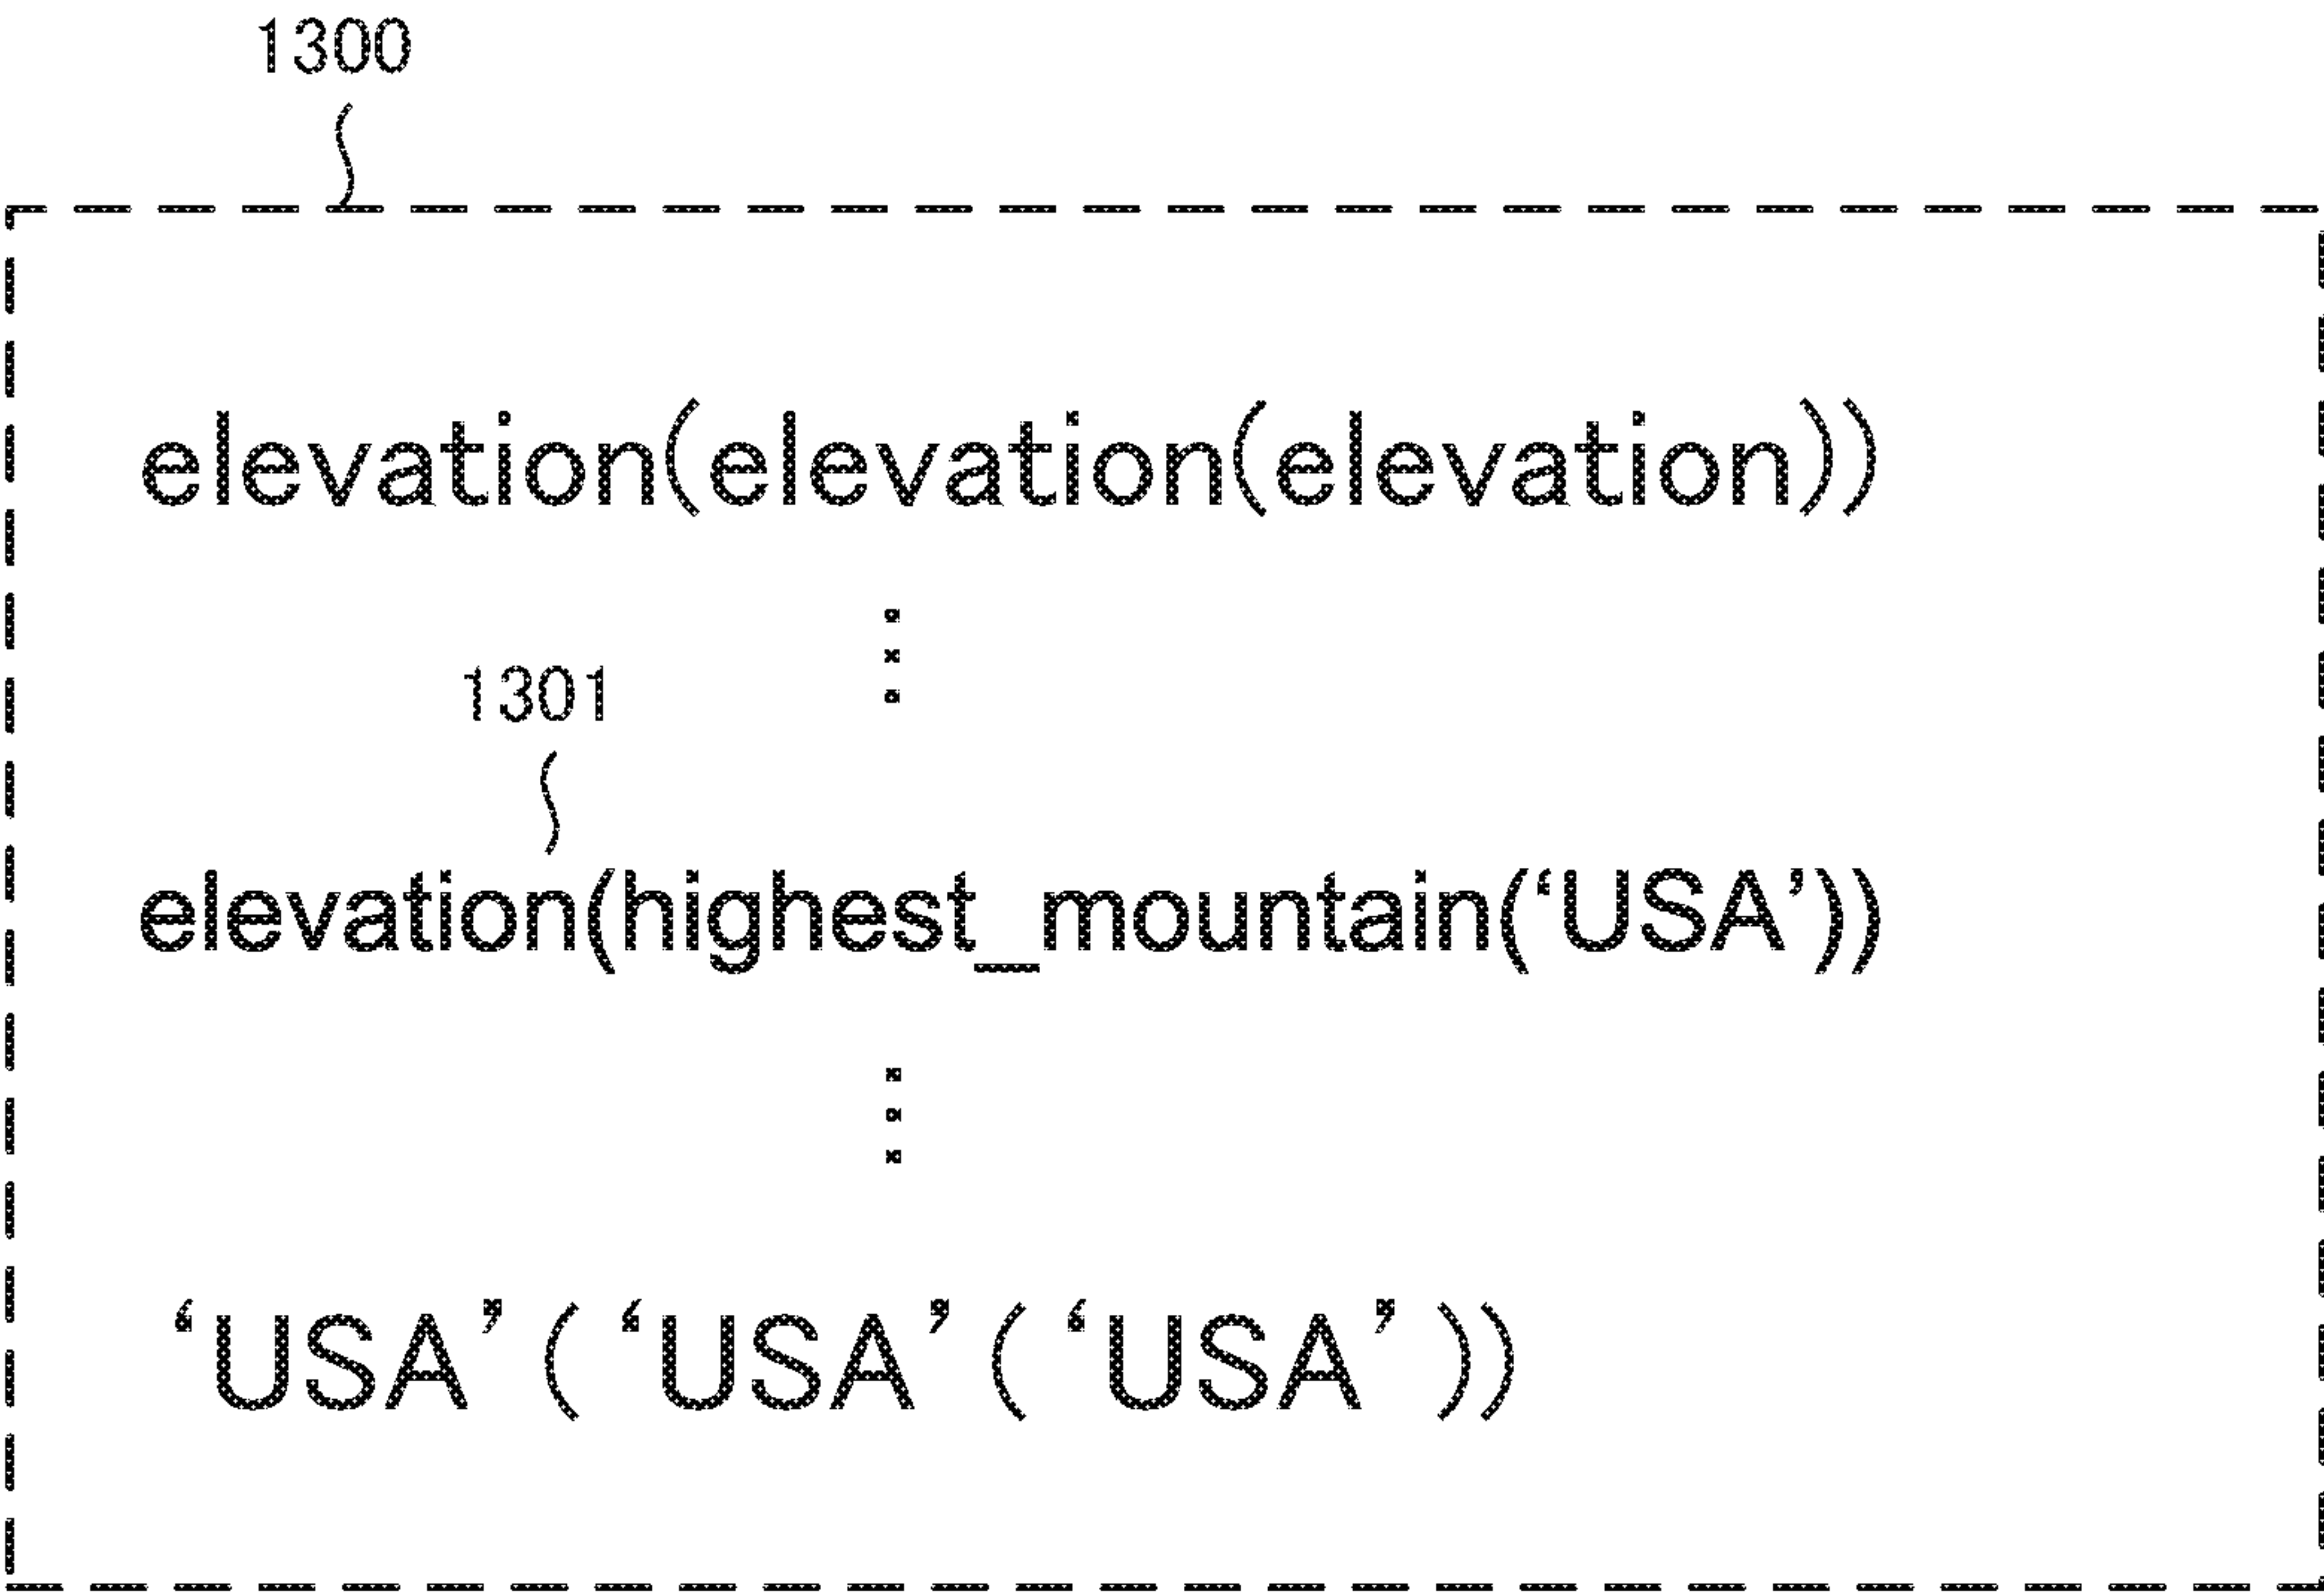 1300
elevation(elevation(elevation))
1301
elevation(highest_mountain(‘USA’))
‘USA’(‘USA’(‘USA’))